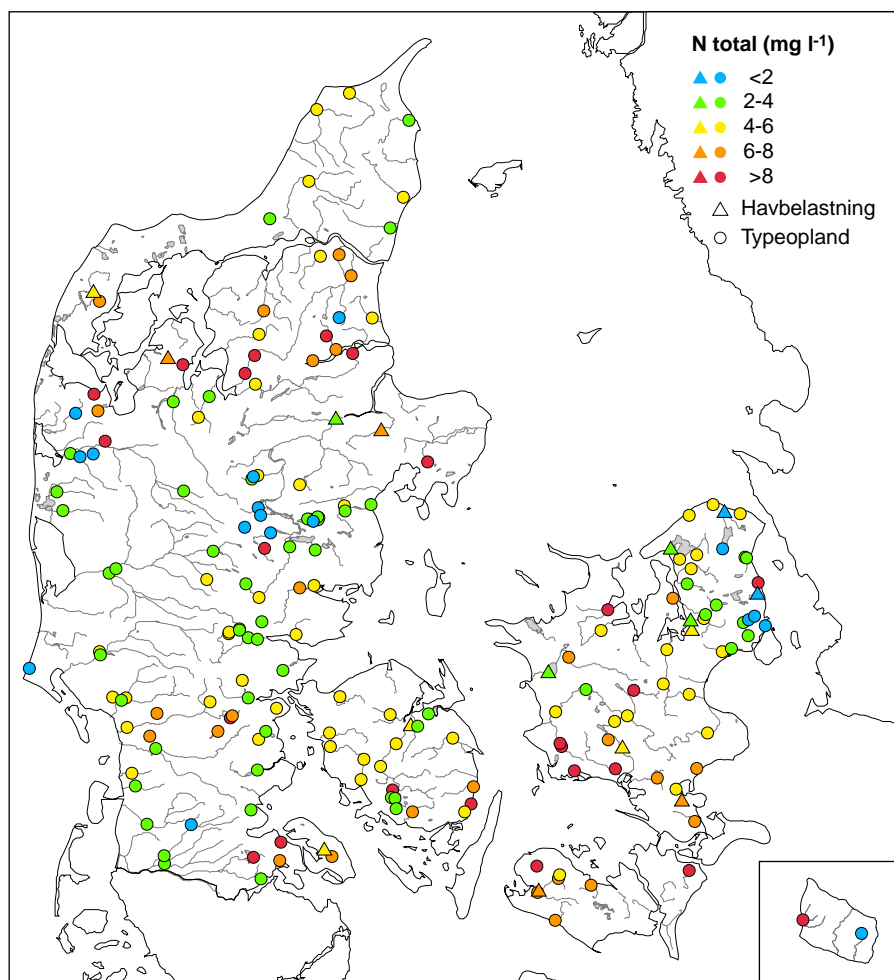 N total (mg l-1)
<2
2-4
4-6
6-8
>8
Havbelastning
Typeopland